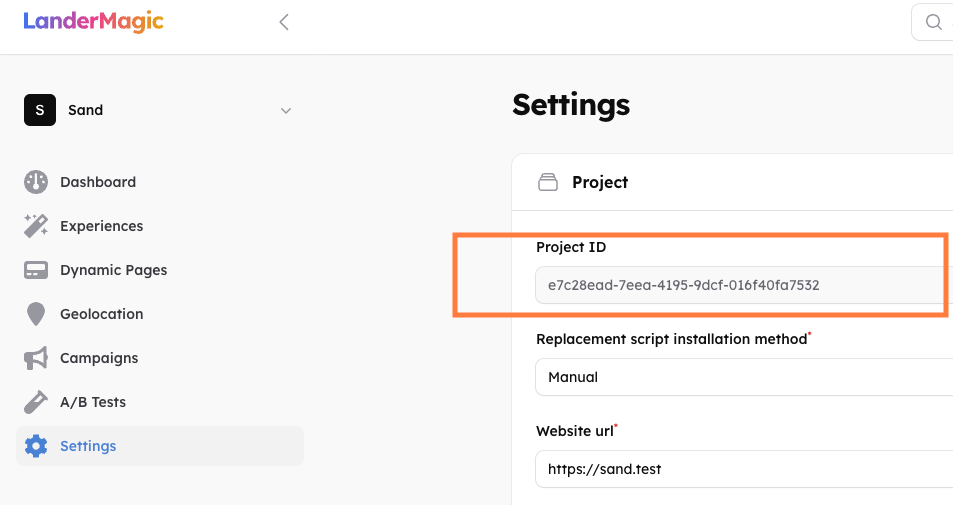 LanderMagic
S Sand
Dashboard
Experiences
Dynamic Pages
Geolocation
Campaigns
A/B Tests
Settings
Settings
Project
Project ID
e7c28ead-7eea-4195-9dcf-016f40fa7532
Replacement script installation method*
Manual
Website url*
https://sand.test